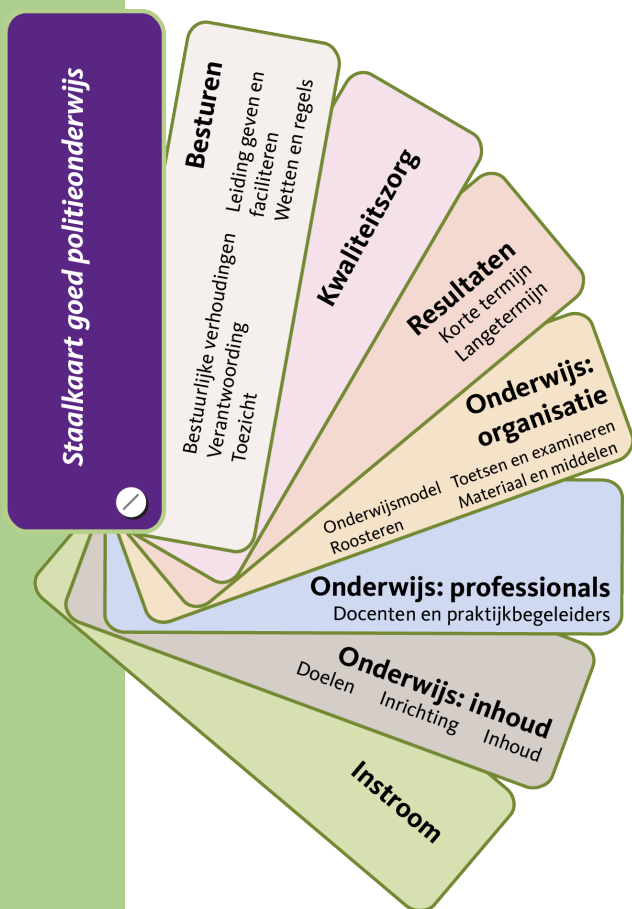 Staalkaart goed politieonderwijs
Besturen
Bestuurlijke verhoudingen
Verantwoording
Toezicht
Leiding geven en
faciliteren
Wetten en regels
Kwaliteitszorg
Resultaten
Korte termijn
Langetermijn
Onderwijs:
organisatie
Onderwijsmodel
Roosteren
Toetsen en examineren
Materiaal en middelen
Onderwijs: professionals
Docenten en praktijkbegeleiders
Onderwijs: inhoud
Doelen Inrichting Inhoud
Instroom